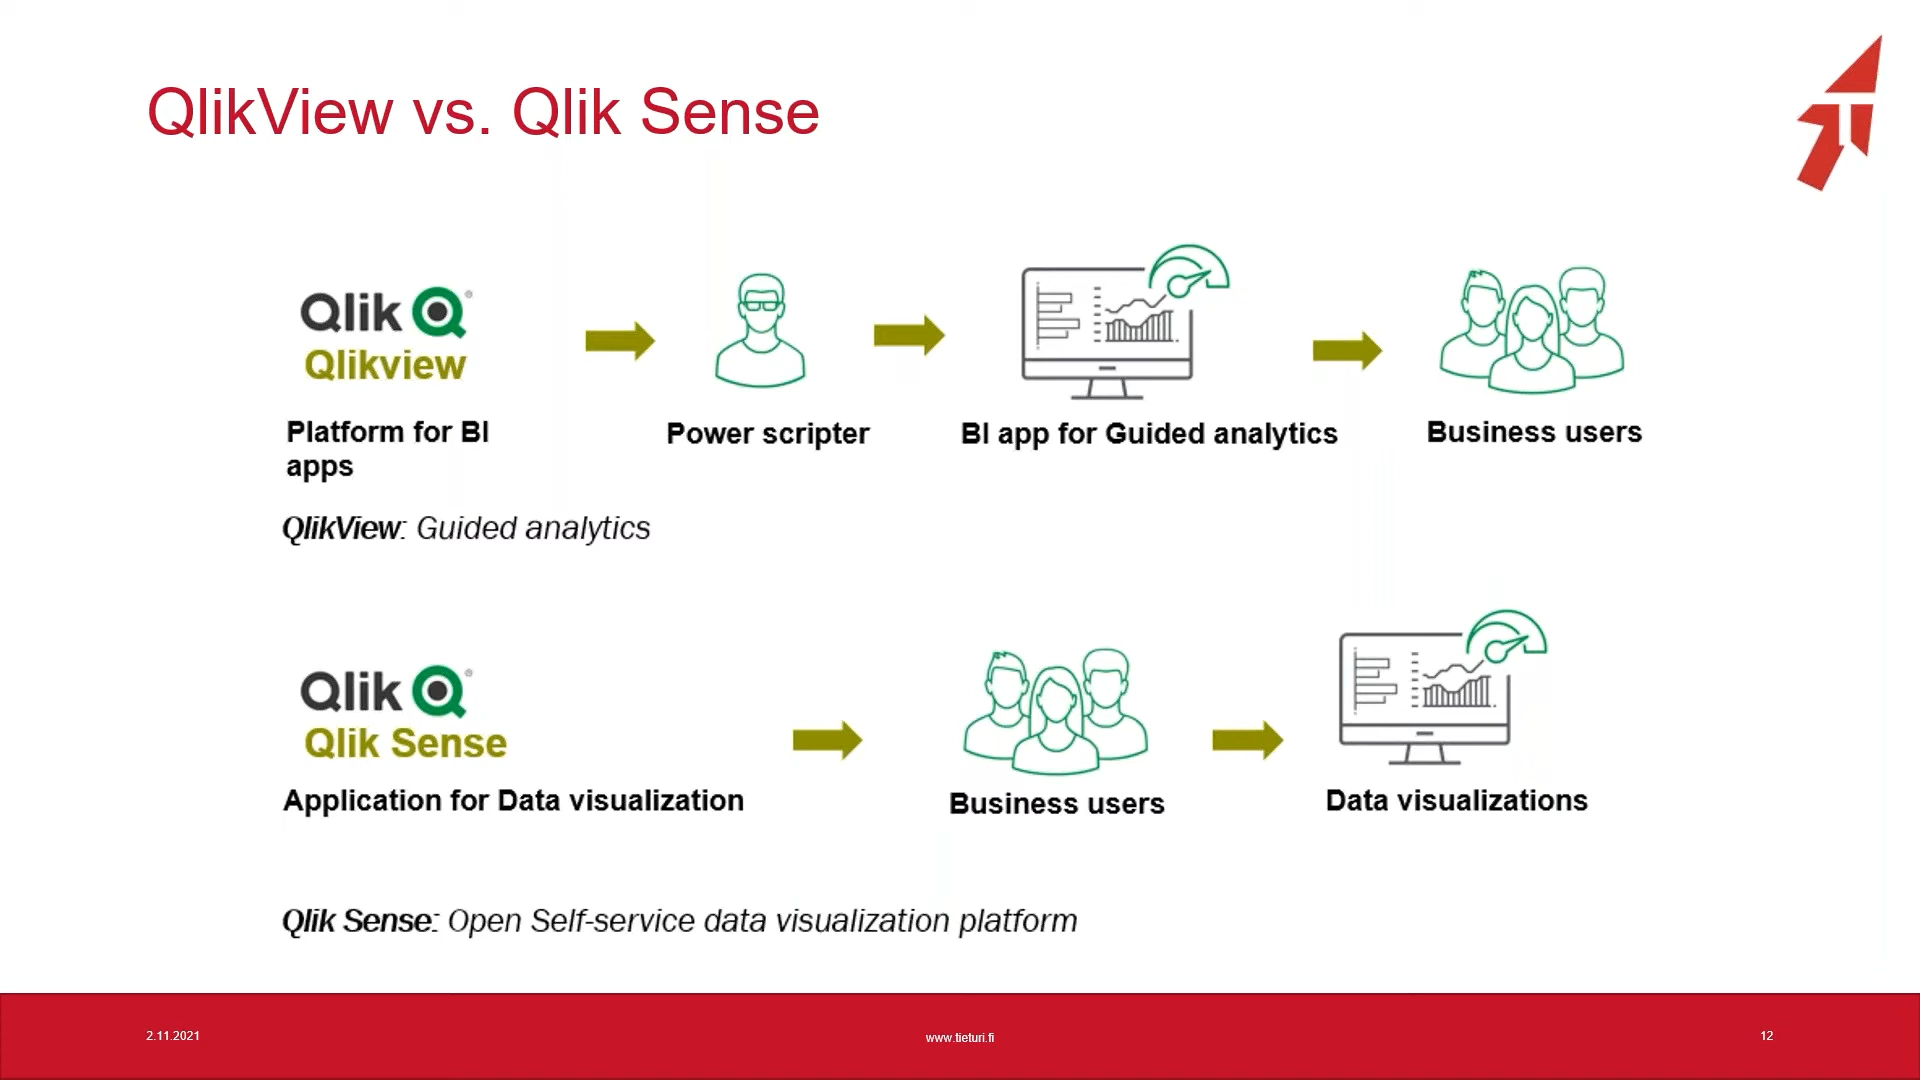 QlikView vs. Qlik Sense
Qlik
Qlikview
Platform for BI
apps
Power scripter
BI app for Guided analytics
Business users
QlikView: Guided analytics
Qlik
Qlik Sense
Application for Data visualization
Business users
Data visualizations
Qlik Sense: Open Self-service data visualization platform
2.11.2021
www.tieturi.fi
12